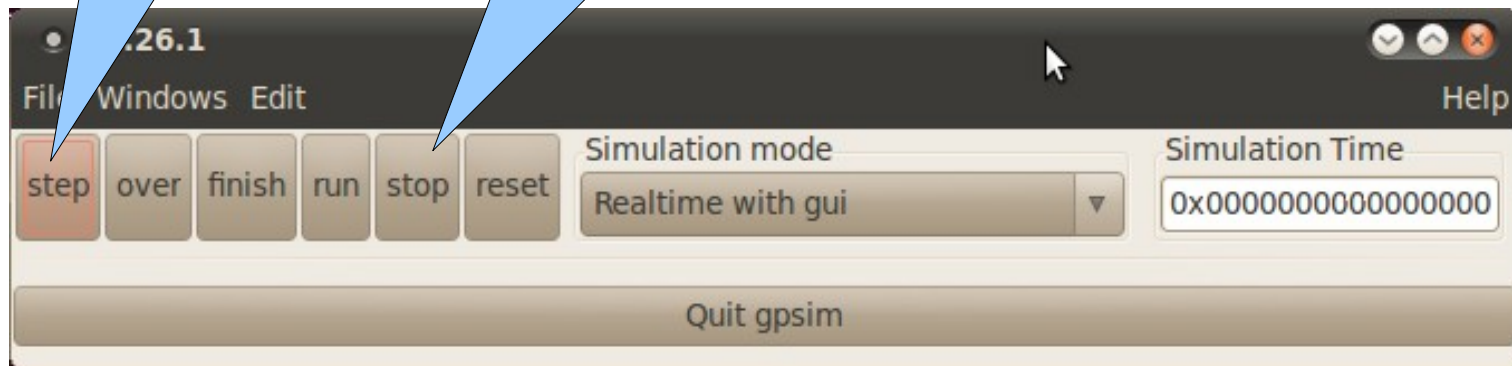 .26.1
File Windows Edit Help
step over finish run stop reset
Simulation mode
Realtime with gui
Simulation Time
0x0000000000000000
Quit gpsim